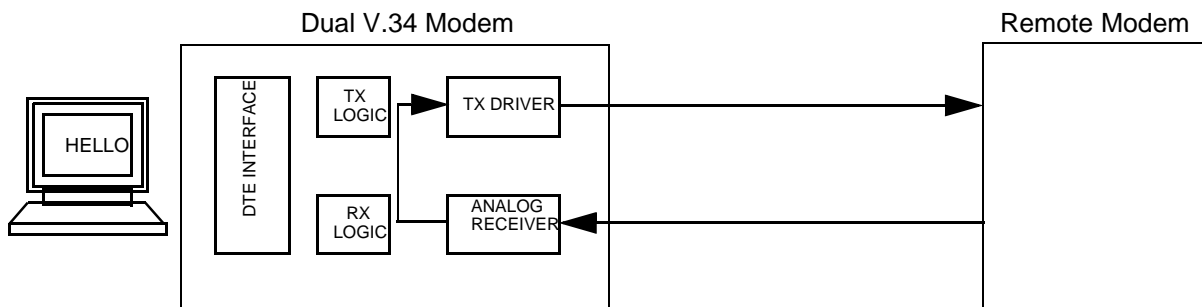 Dual V.34 Modem
Remote Modem
HELLO
DTE INTERFACE
TX
LOGIC
TX DRIVER
RX
LOGIC
ANALOG
RECEIVER